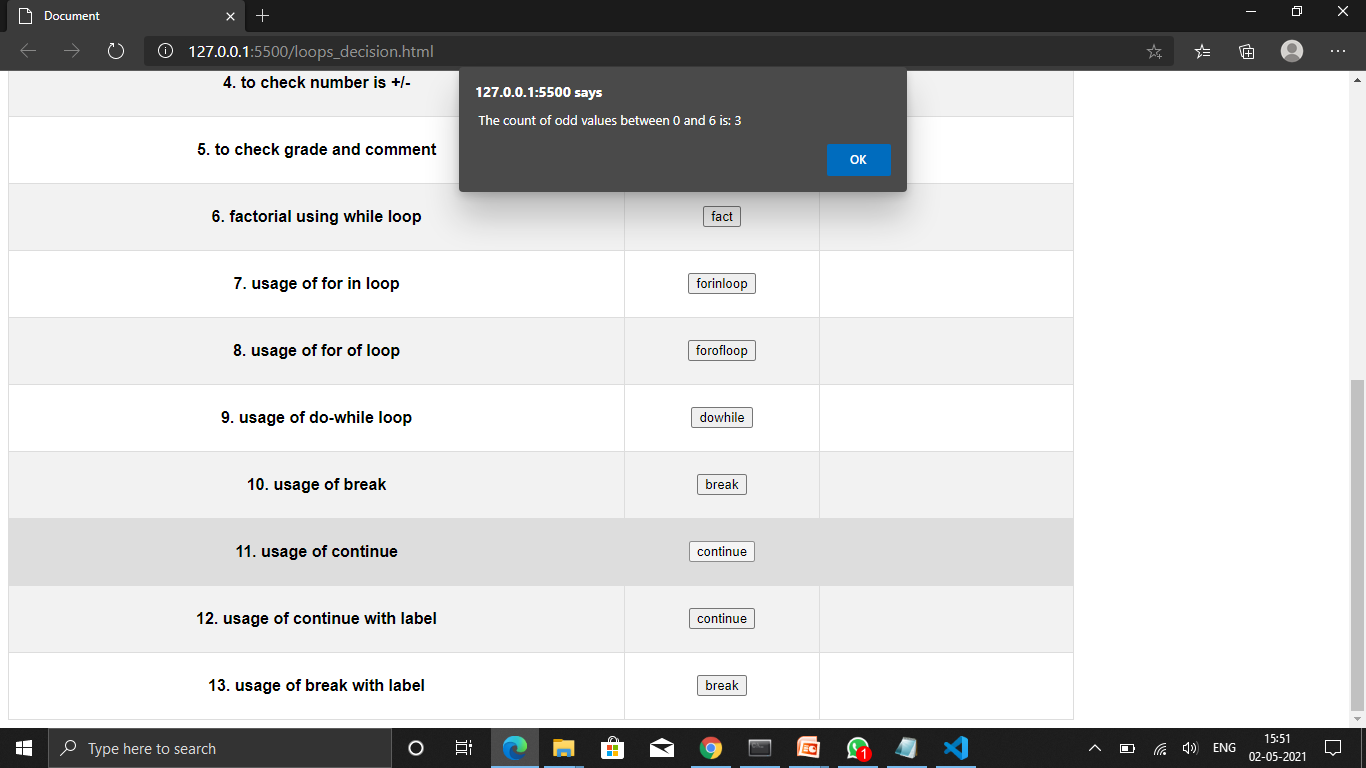 Document
127.0.0.1:5500/loops_decision.html
127.0.0.1:5500 says
The count of odd values between 0 and 6 is: 3
OK
4. to check number is +/-
5. to check grade and comment
6. factorial using while loop fact
7. usage of for in loop forinloop
8. usage of for of loop forofloop
9. usage of do-while loop dowhile
10. usage of break break
11. usage of continue continue
12. usage of continue with label continue
13. usage of break with label break
Type here to search
1
ENG
15:51
02-05-2021